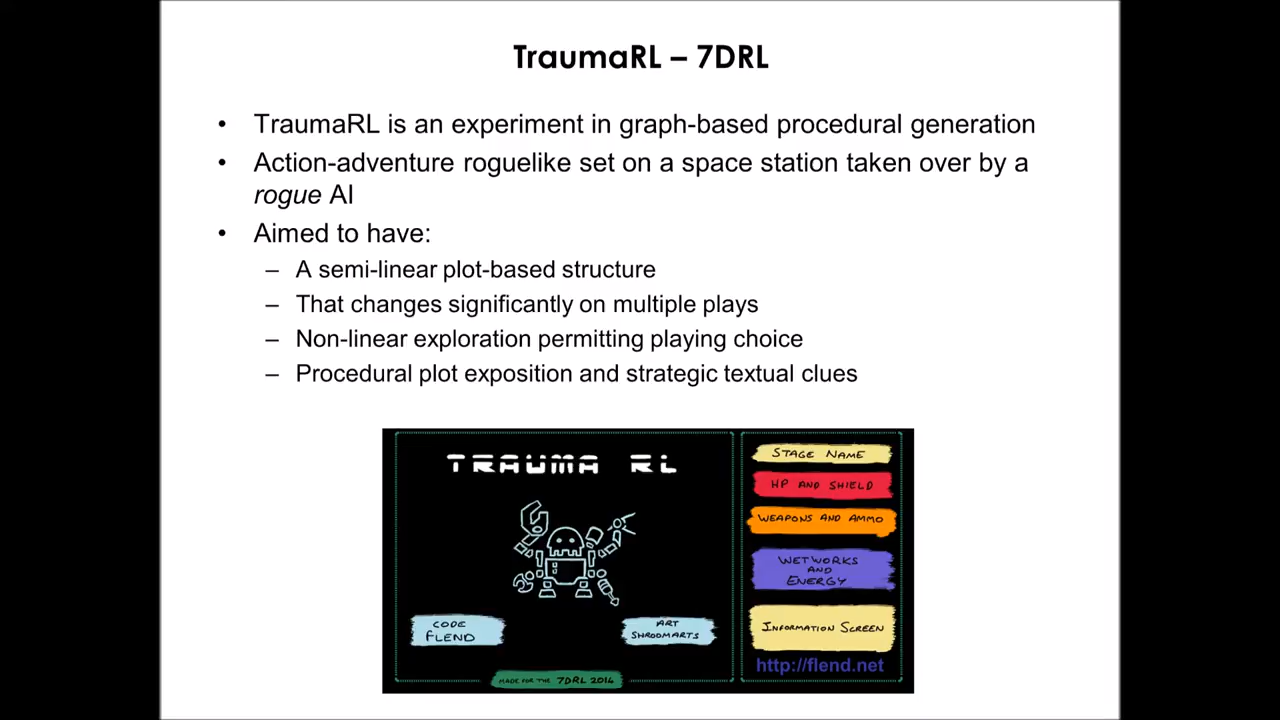 TraumaRL – 7DRL
• TraumaRL is an experiment in graph-based procedural generation
• Action-adventure roguelike set on a space station taken over by a
rogue AI
• Aimed to have:
– A semi-linear plot-based structure
– That changes significantly on multiple plays
– Non-linear exploration permitting playing choice
– Procedural plot exposition and strategic textual clues
TRAUMA RL
CODE
FLEND
ART
SHROOMARTS
MADE FOR THE 7DRL 2014
STAGE NAME
HP AND SHIELD
WEAPONS AND AMMO
WETWORKS
AND
ENERGY
INFORMATION SCREEN
http://flend.net